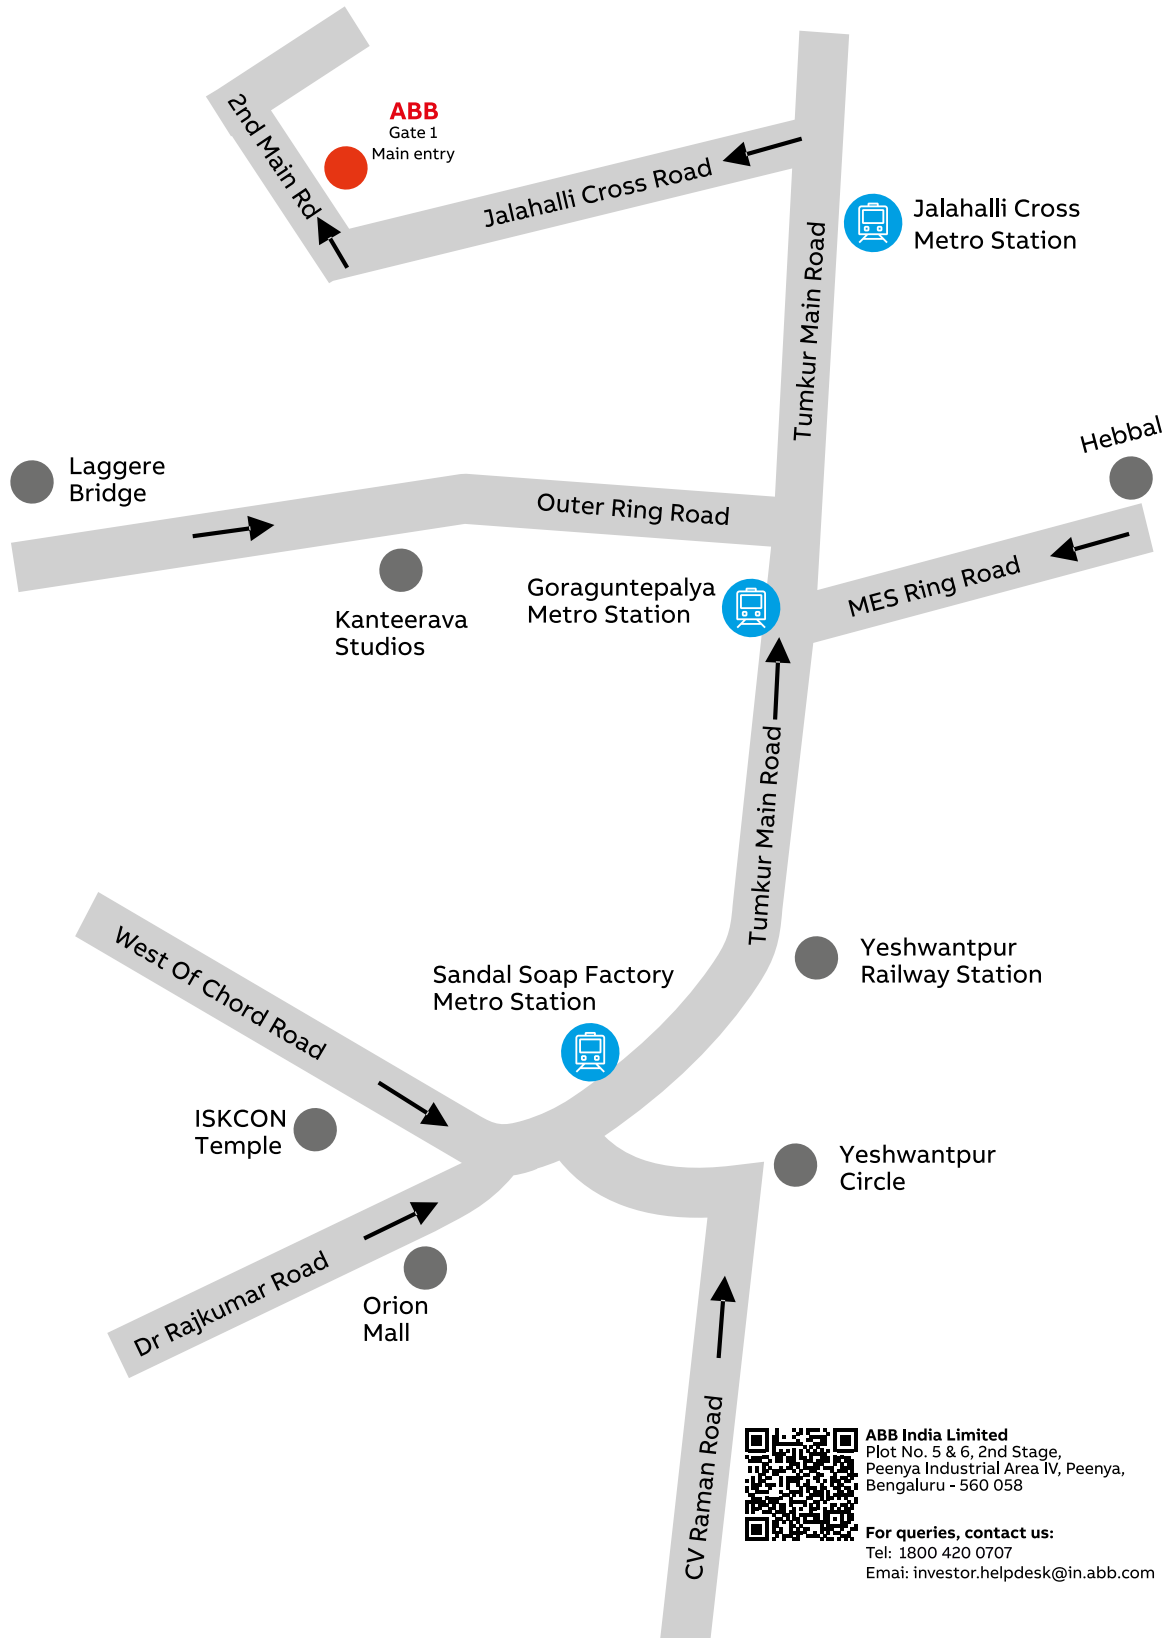 ABB
Gate 1
Main entry
2nd Main Rd
Jalahalli Cross Road
Jalahalli Cross
Metro Station
Tumkur Main Road
Hebbal
Laggere
Bridge
Outer Ring Road
MES Ring Road
Kanteerava
Studios
Goraguntepalya
Metro Station
Tumkur Main Road
West Of Chord Road
Sandal Soap Factory
Metro Station
Yeshwantpur
Railway Station
ISKCON
Temple
Yeshwantpur
Circle
Dr Rajkumar Road
Orion
Mall
CV Raman Road
ABB India Limited
Plot No. 5 & 6, 2nd Stage,
Peenya Industrial Area IV, Peenya,
Bengaluru - 560 058
For queries, contact us:
Tel: 1800 420 0707
Emai: investor.helpdesk@in.abb.com